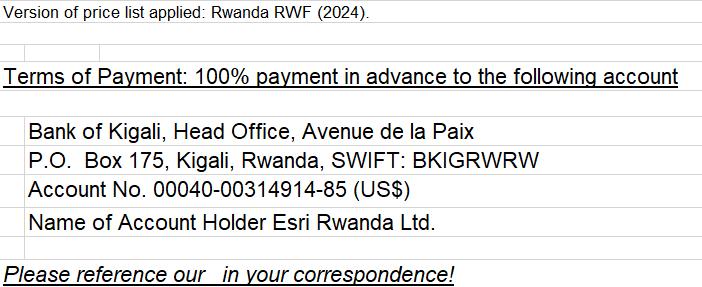 Version of price list applied: Rwanda RWF (2024).
Terms of Payment: 100% payment in advance to the following account
Bank of Kigali, Head Office, Avenue de la Paix
P.O.  Box 175, Kigali, Rwanda, SWIFT: BKIGRWRW
Account No. 00040-00314914-85 (US$)
Name of Account Holder Esri Rwanda Ltd.
Please reference our   in your correspondence!